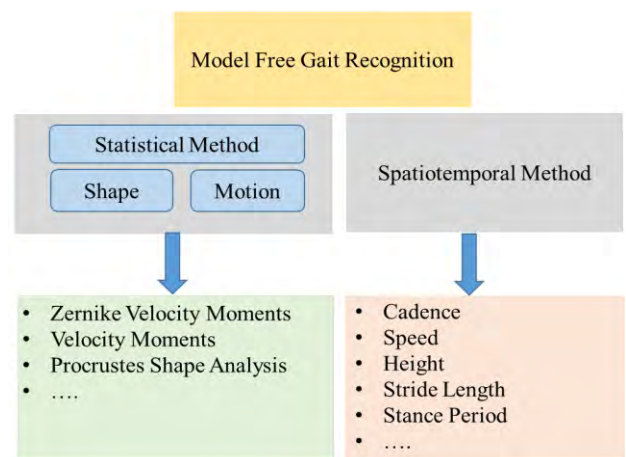 Model Free Gait Recognition
Statistical Method
Shape
Motion
Spatiotemporal Method
• Zernike Velocity Moments
• Velocity Moments
• Procrustes Shape Analysis
• ….
• Cadence
• Speed
• Height
• Stride Length
• Stance Period
• ….